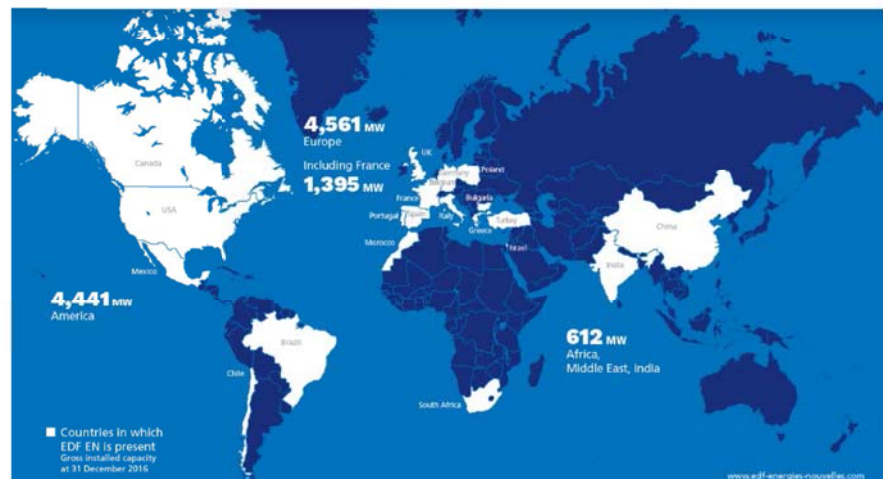 4,561 MW
Europe
Including France
1,395 MW
UK
Poland
Germany
France
Bulgaria
Portugal
Spain
Italy
Turkey
Greece
Morocco
Israel
Canada
USA
Mexico
China
India
4,441 MW
America
Brazil
Chile
612 MW
Africa,
Middle East, India
South Africa
Countries in which
EDF EN is present
Gross installed capacity
at 31 December 2016
www.edf-energies-nouvelles.com